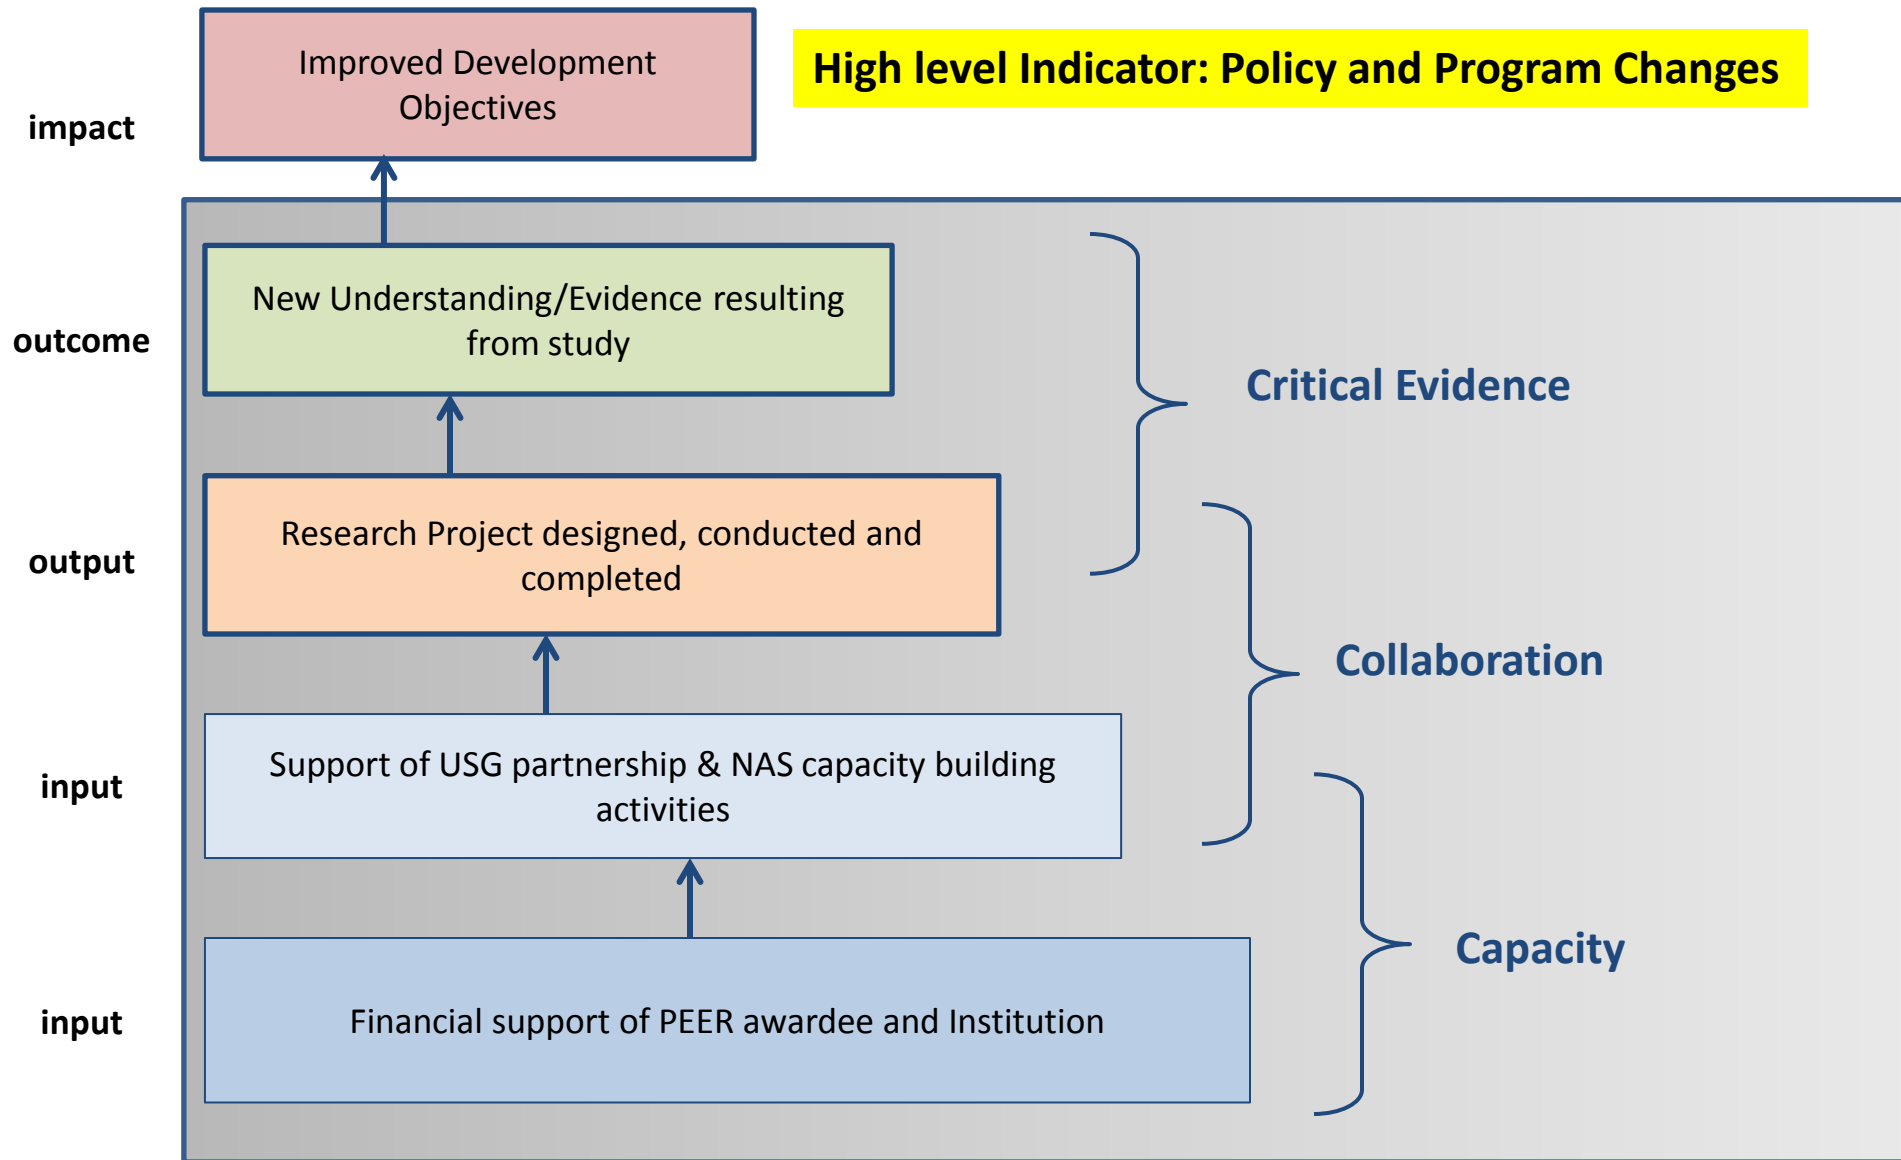 Improved Development
Objectives
High level Indicator: Policy and Program Changes
impact
New Understanding/Evidence resulting
from study
outcome
Critical Evidence
Research Project designed, conducted and
completed
output
Collaboration
Support of USG partnership & NAS capacity building
activities
input
Capacity
Financial support of PEER awardee and Institution
input